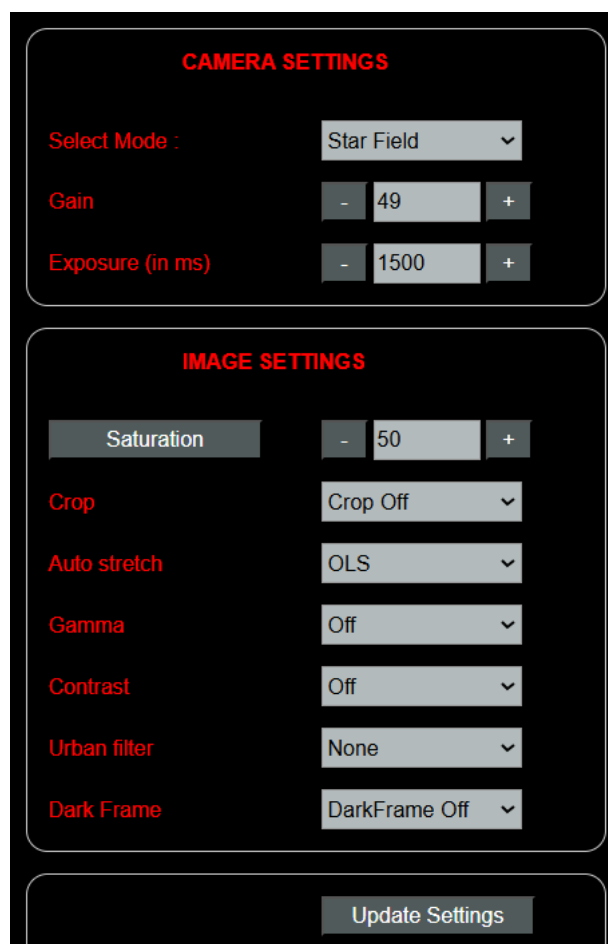 CAMERA SETTINGS
Select Mode : Star Field
Gain - 49 +
Exposure (in ms) - 1500 +
IMAGE SETTINGS
Saturation - 50 +
Crop Crop Off
Auto stretch OLS
Gamma Off
Contrast Off
Urban filter None
Dark Frame DarkFrame Off
Update Settings